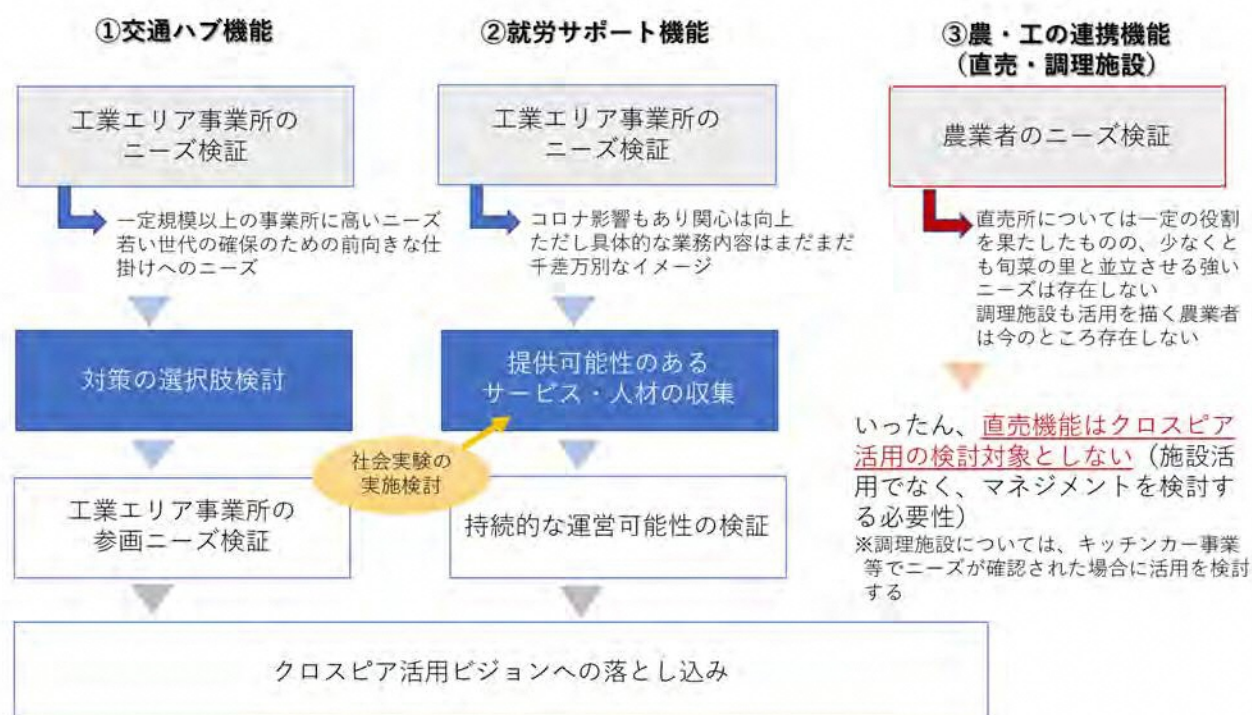 ①交通ハブ機能
工業エリア事業所の
ニーズ検証
一定規模以上の事業所に高いニーズ
若い世代の確保のための前向きな仕
掛けへのニーズ
対策の選択肢検討
工業エリア事業所の
参画ニーズ検証
②就労サポート機能
工業エリア事業所の
ニーズ検証
コロナ影響もあり関心は向上
ただし具体的な業務内容はまだまだ
千差万別なイメージ
提供可能性のある
サービス・人材の収集
社会実験の
実施検討
持続的な運営可能性の検証
③農・工の連携機能
（直売・調理施設）
農業者のニーズ検証
直売所については一定の役割
を果たしたものの、少なくと
も旬菜の里と並立させる強い
ニーズは存在しない
調理施設も活用を描く農業者
は今のところ存在しない
いったん、直売機能はクロスピア
活用の検討対象としない（施設活
用でなく、マネジメントを検討す
る必要性）
※調理施設については、キッチンカー事業
等でニーズが確認された場合に活用を検討
する
クロスピア活用ビジョンへの落とし込み